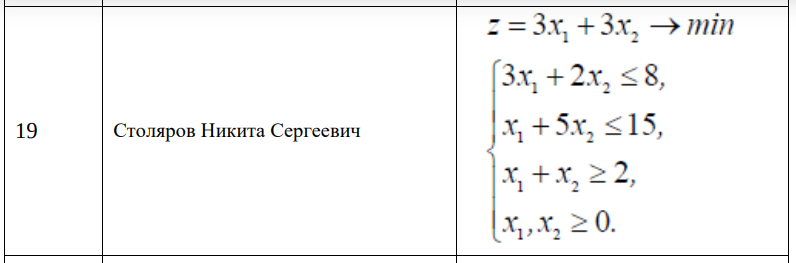 19
Столяров Никита Сергеевич
z = 3x₁ + 3x₂ → min
3x₁ + 2x₂ ≤ 8,
x₁ + 5x₂ ≤ 15,
x₁ + x₂ ≥ 2,
x₁, x₂ ≥ 0.